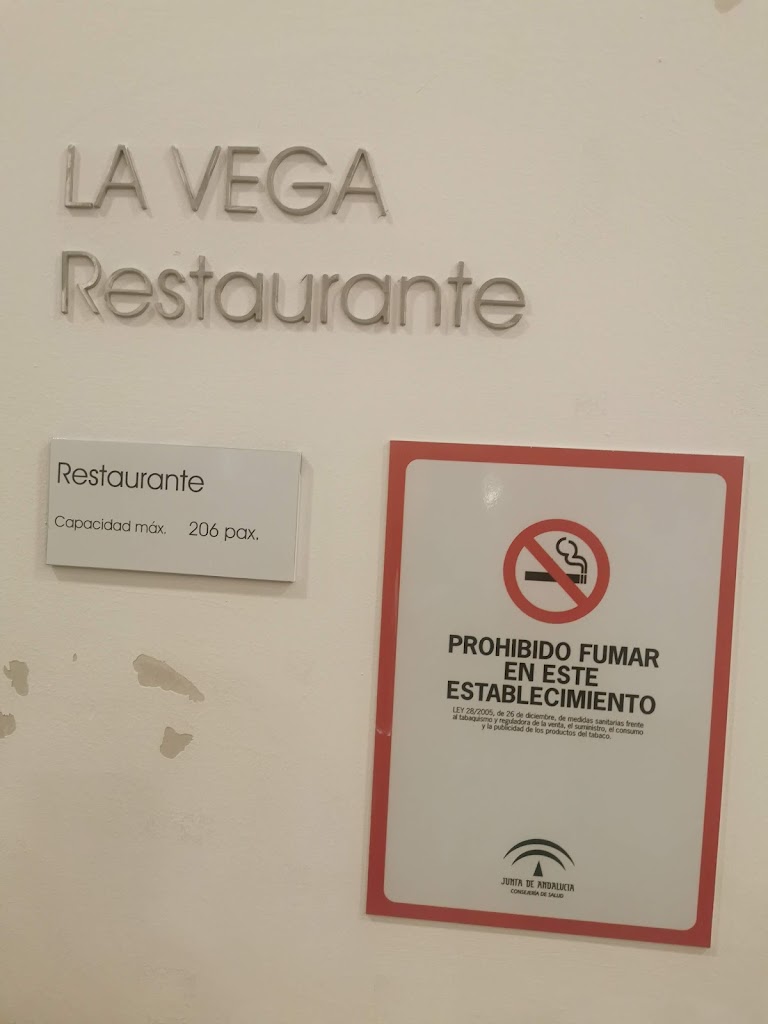 LA VEGA
Restaurante
Restaurante
Capacidad máx. 206 pax.
PROHIBIDO FUMAR
EN ESTE
ESTABLECIMIENTO
LEY 28/2005, de 26 de diciembre, de medidas sanitarias frente
al tabaquismo y reguladora de la venta, el suministro, el consumo
y la publicidad de los productos del tabaco.
JUNTA DE ANDALUCIA
CONSEJERÍA DE SALUD